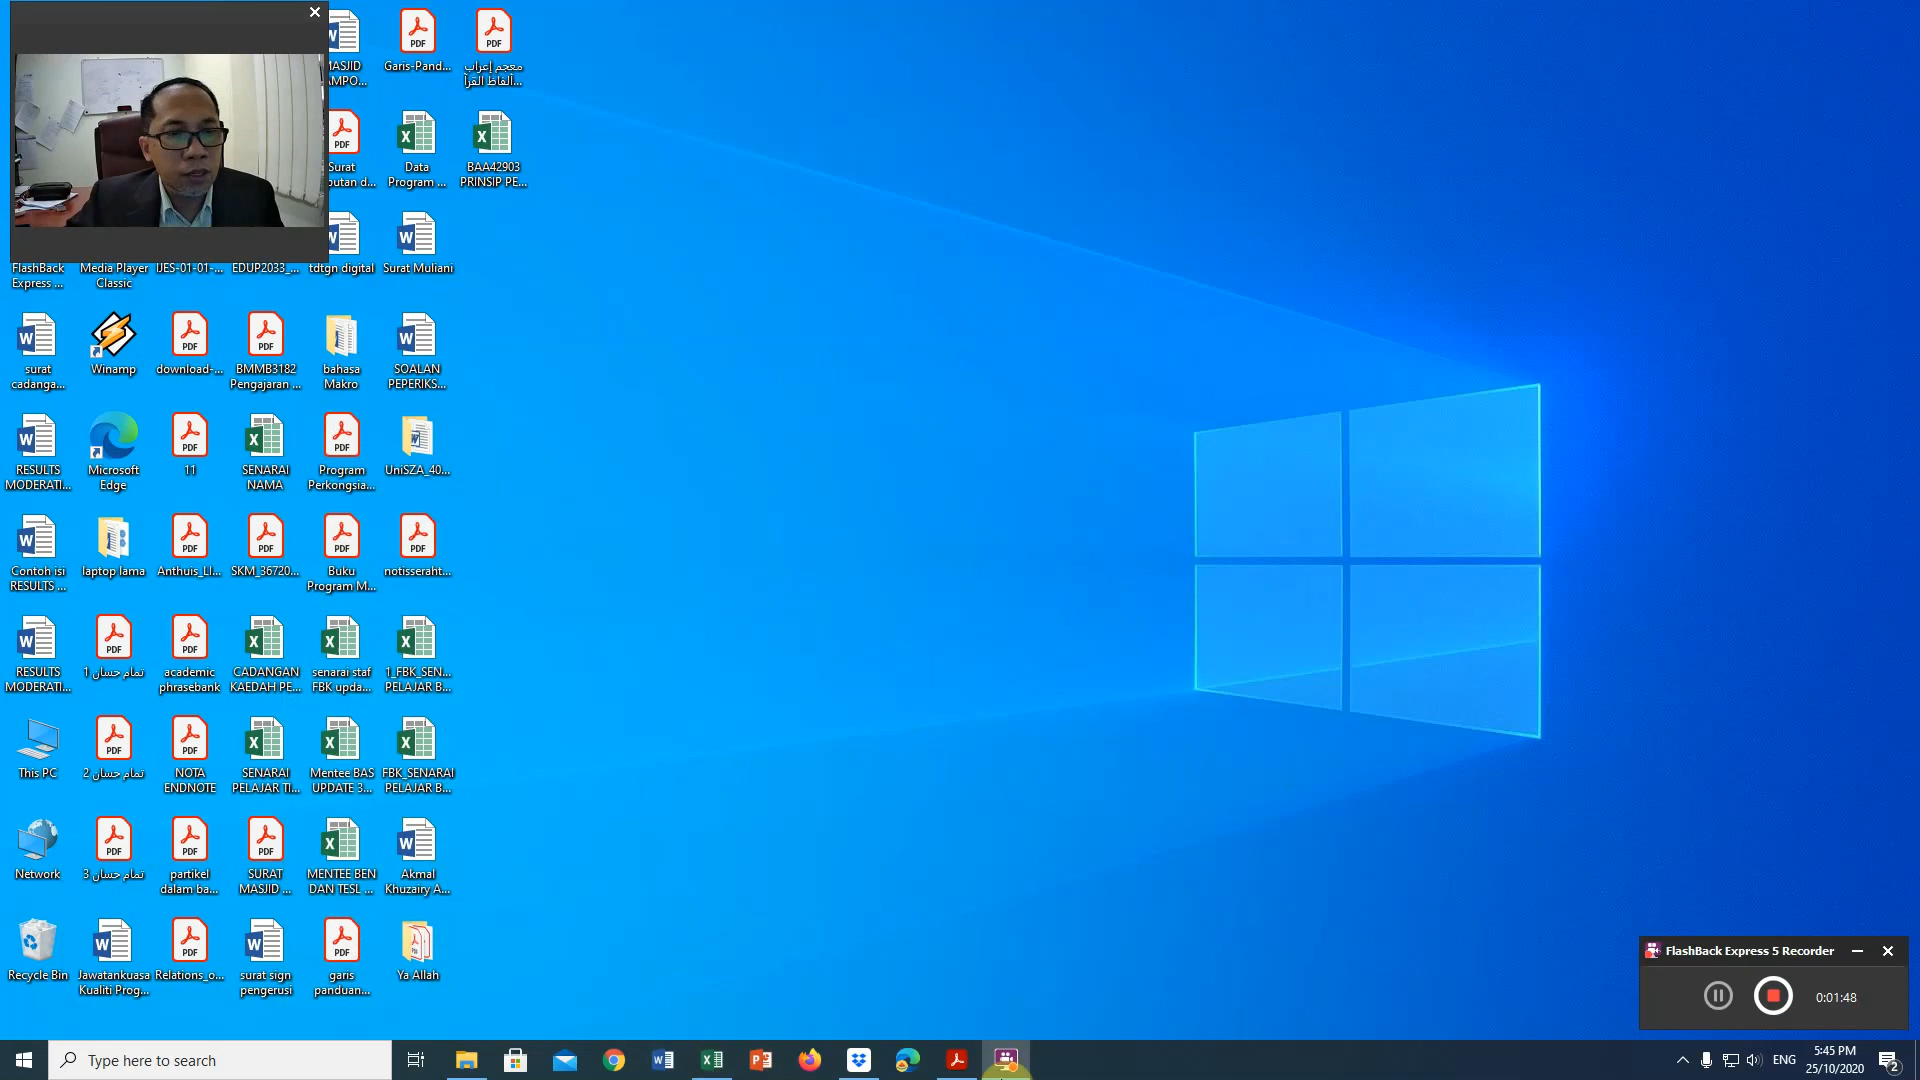 MASJID
Garis-Pand...
معجم إعراب
ألفاظ القرآ...
Surat
Data
Program ...
BAA42903
PRINSIP PE...
FlashBack
Express ...
Media Player
Classic
IJES-01-01-...
EDUP2033_...
tdtgn digital
Surat Muliani
surat
cadanga...
Winamp
download-...
BMMB3182
Pengajaran ...
bahasa
Makro
SOALAN
PEPERIKS...
RESULTS
MODERATI...
Microsoft
Edge
11
SENARAI
NAMA
Program
Perkongsia...
UniSZA_40...
Contoh isi
RESULTS ...
laptop lama
Anthuis_LI...
SKM_36720...
Buku
Program M...
notisseraht...
RESULTS
MODERATI...
تمام حسان 1
academic
phrasebank
CADANGAN
KAEDAH PE...
senarai staf
FBK upda...
1_FBK_SEN...
PELAJAR B...
This PC
تمام حسان 2
NOTA
ENDNOTE
SENARAI
PELAJAR TI...
Mentee BAS
UPDATE 3...
FBK_SENARAI
PELAJAR B...
Network
تمام حسان 3
partikel
dalam ba...
SURAT
MASJID ...
MENTEE BEN
DAN TESL ...
Akmal
Khuzairy A...
Recycle Bin
Jawatankuasa
Kualiti Prog...
Relations_o...
surat sign
pengerusi
garis
panduan...
Ya Allah
FlashBack Express 5 Recorder
0:01:48
Type here to search
ENG
5:45 PM
25/10/2020
2